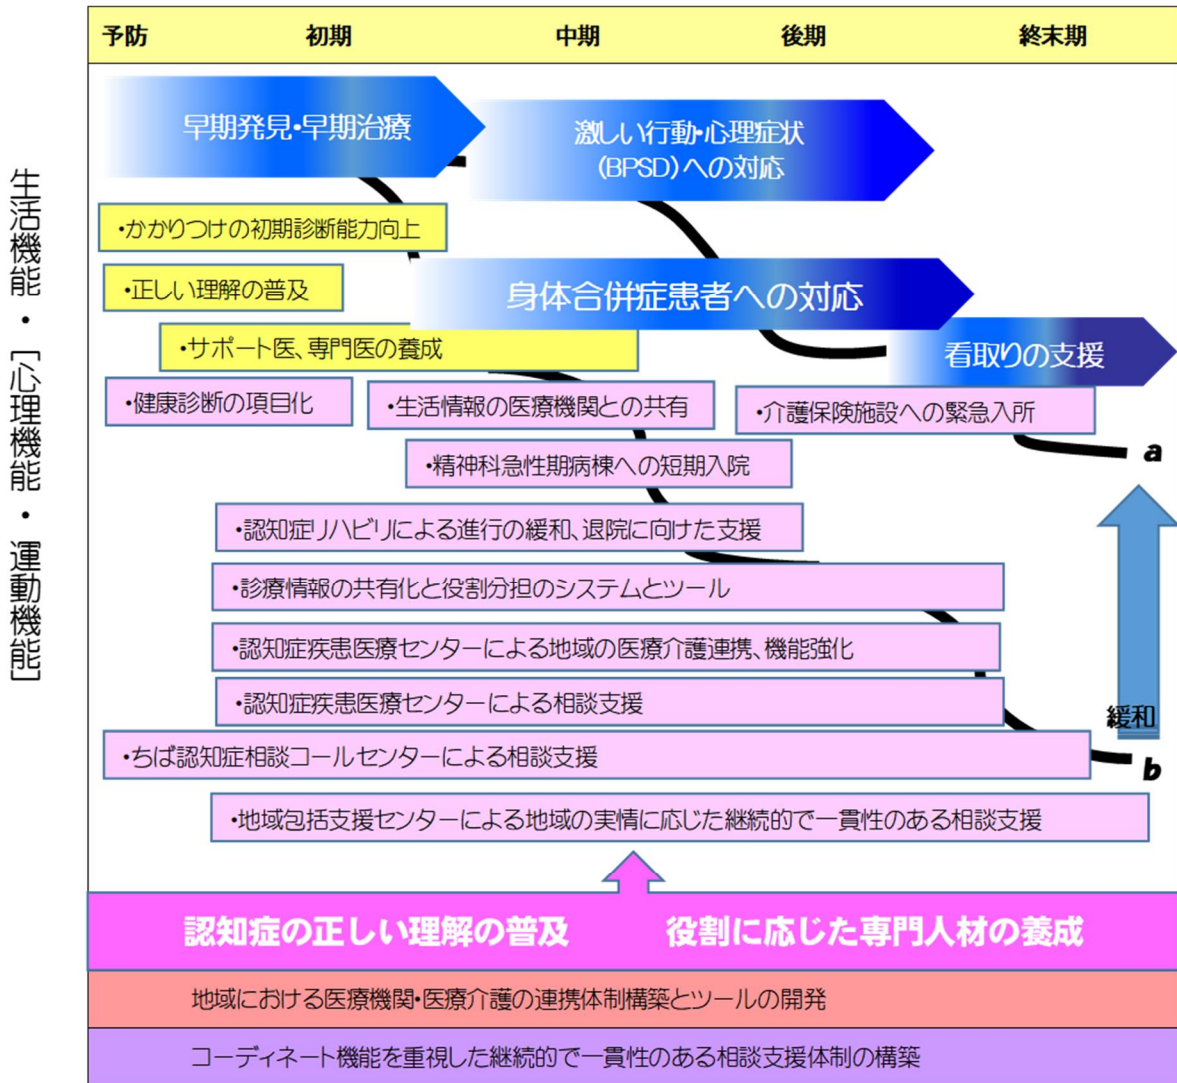 予防 初期 中期 後期 終末期
早期発見・早期治療
激しい行動・心理症状
(BPSD)への対応
生活機能・[心理機能・運動機能]
・かかりつけの初期診断能力向上
・正しい理解の普及
身体合併症患者への対応
・サポート医、専門医の養成
看取りの支援
・健康診断の項目化
・生活情報の医療機関との共有
・介護保険施設への緊急入所
a
・精神科急性期病棟への短期入院
・認知症リハビリによる進行の緩和、退院に向けた支援
・診療情報の共有化と役割分担のシステムとツール
・認知症疾患医療センターによる地域の医療介護連携、機能強化
・認知症疾患医療センターによる相談支援
緩和
・ちば認知症相談コールセンターによる相談支援
b
・地域包括支援センターによる地域の実情に応じた継続的で一貫性のある相談支援
認知症の正しい理解の普及 役割に応じた専門人材の養成
地域における医療機関・医療介護の連携体制構築とツールの開発
コーディネート機能を重視した継続的で一貫性のある相談支援体制の構築